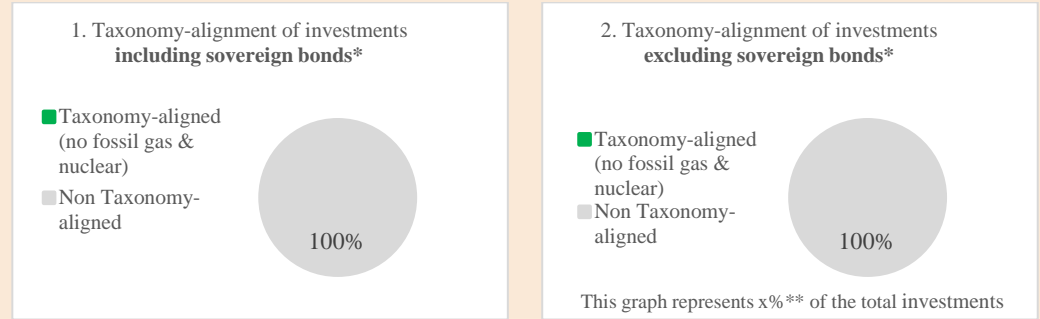 1. Taxonomy-alignment of investments
including sovereign bonds*
Taxonomy-aligned
(no fossil gas &
nuclear)
Non Taxonomy-
aligned
100%
2. Taxonomy-alignment of investments
excluding sovereign bonds*
Taxonomy-aligned
(no fossil gas &
nuclear)
Non Taxonomy-
aligned
100%
This graph represents x%** of the total investments